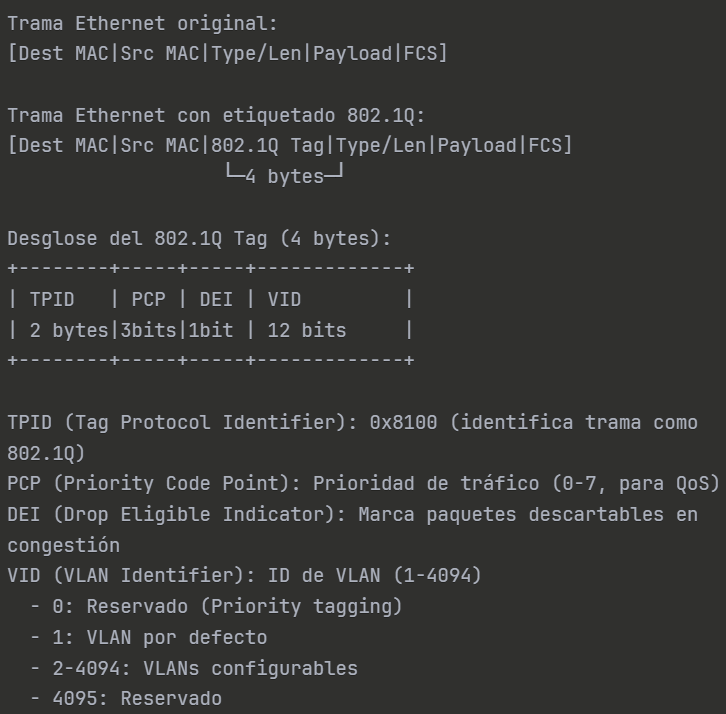 Trama Ethernet original:
[Dest MAC|Src MAC|Type/Len|Payload|FCS]
Trama Ethernet con etiquetado 802.1Q:
[Dest MAC|Src MAC|802.1Q Tag|Type/Len|Payload|FCS]
└─4 bytes─┘
Desglose del 802.1Q Tag (4 bytes):
+--------+-----+-----+-------------+
| TPID   | PCP | DEI | VID         |
| 2 bytes|3bits|1bit | 12 bits     |
+--------+-----+-----+-------------+
TPID (Tag Protocol Identifier): 0x8100 (identifica trama como
802.1Q)
PCP (Priority Code Point): Prioridad de tráfico (0-7, para QoS)
DEI (Drop Eligible Indicator): Marca paquetes descartables en
congestión
VID (VLAN Identifier): ID de VLAN (1-4094)
- 0: Reservado (Priority tagging)
- 1: VLAN por defecto
- 2-4094: VLANs configurables
- 4095: Reservado